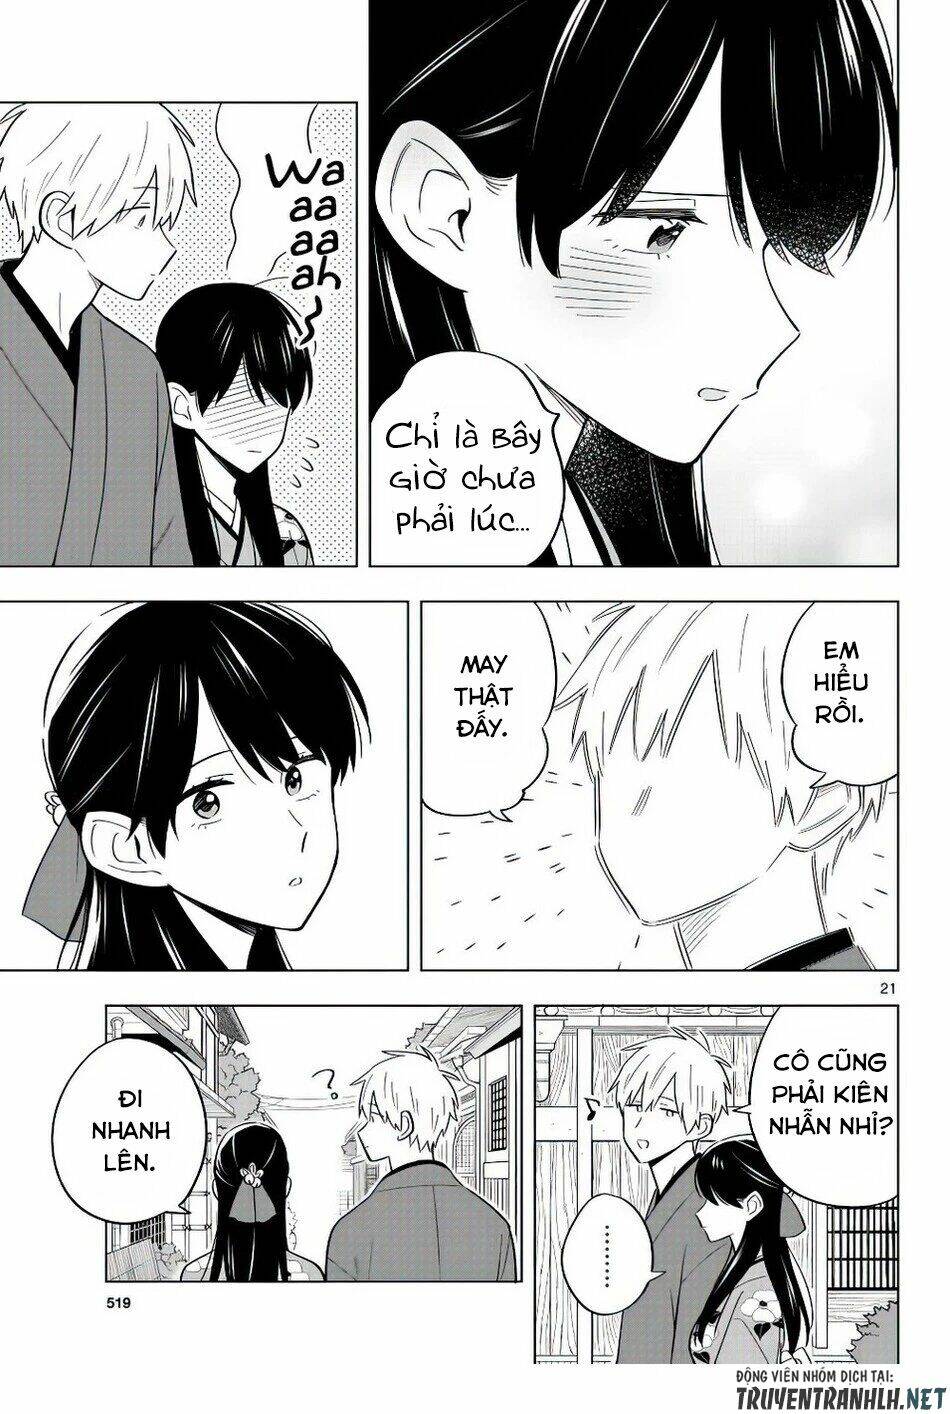 Chỉ là Bây
Giờ chưa
phải lúc...
Wa
aa
aa
ah~
EM
HIỂU
RỒI.
MAY
THẬT
ĐẤY.
21
CÔ CŨNG
PHẢI KIÊN
NHẪN NHỈ?
♪
.........
?
ĐI
NHANH
LÊN.
519
ĐỘNG VIÊN NHÓM DỊCH TẠI:
TRUYENTRANHLH.NET